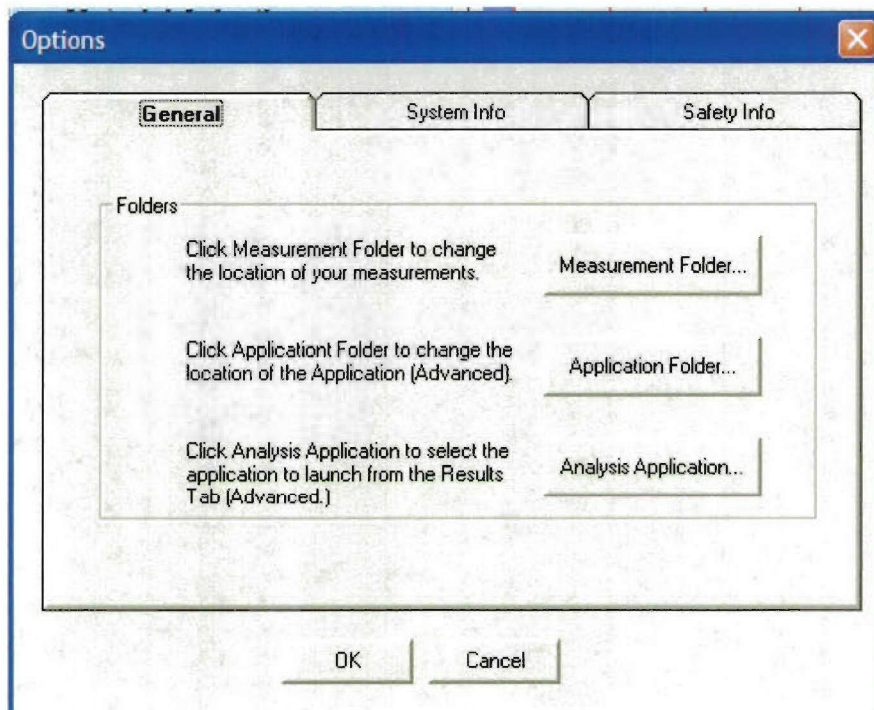 Options
General
System Info
Safety Info
Folders
Click Measurement Folder to change
the location of your measurements.
Measurement Folder...
Click Applicationt Folder to change the
location of the Application (Advanced).
Application Folder...
Click Analysis Application to select the
application to launch from the Results
Tab (Advanced.)
Analysis Application...
OK
Cancel